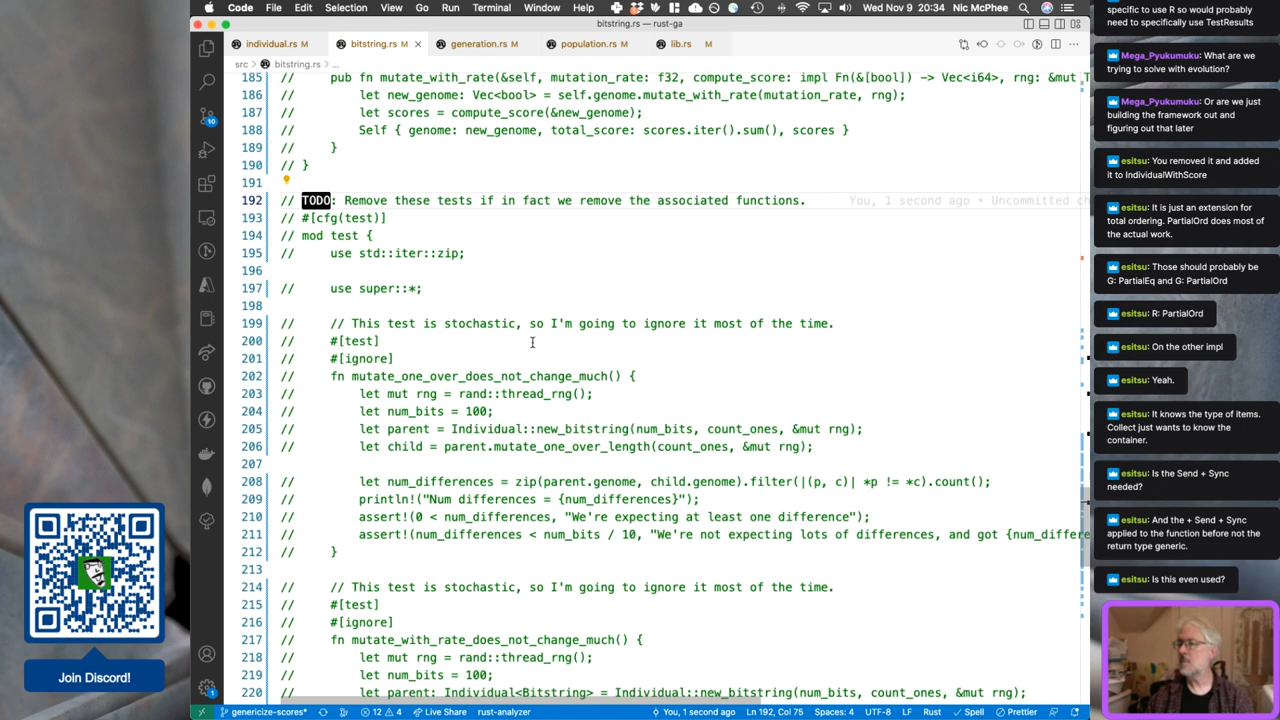 Code File Edit Selection View Go Run Terminal Window Help
Wed Nov 9 20:34 Nic McPhee
bitstring.rs — rust-ga
individual.rs M
bitstring.rs M
generation.rs M
population.rs M
lib.rs M
src > bitstring.rs > ...
185 // pub fn mutate_with_rate(&self, mutation_rate: f32, compute_score: impl Fn(&[bool]) -> Vec<i64>, rng: &mut T
186 // let new_genome: Vec<bool> = self.genome.mutate_with_rate(mutation_rate, rng);
187 // let scores = compute_score(&new_genome);
188 // Self { genome: new_genome, total_score: scores.iter().sum(), scores }
189 // }
190 // }
191
192 // TODO: Remove these tests if in fact we remove the associated functions. You, 1 second ago • Uncommitted ch
193 // #[cfg(test)]
194 // mod test {
195 // use std::iter::zip;
196
197 // use super::*;
198
199 // // This test is stochastic, so I'm going to ignore it most of the time.
200 // #[test]
201 // #[ignore]
202 // fn mutate_one_over_does_not_change_much() {
203 // let mut rng = rand::thread_rng();
204 // let num_bits = 100;
205 // let parent = Individual::new_bitstring(num_bits, count_ones, &mut rng);
206 // let child = parent.mutate_one_over_length(count_ones, &mut rng);
207
208 // let num_differences = zip(parent.genome, child.genome).filter(|(p, c)| *p != *c).count();
209 // println!("Num differences = {num_differences}");
210 // assert!(0 < num_differences, "We're expecting at least one difference");
211 // assert!(num_differences < num_bits / 10, "We're not expecting lots of differences, and got {num_differe
212 // }
213
214 // // This test is stochastic, so I'm going to ignore it most of the time.
215 // #[test]
216 // #[ignore]
217 // fn mutate_with_rate_does_not_change_much() {
218 // let mut rng = rand::thread_rng();
219 // let num_bits = 100;
220 // let parent: Individual<Bitstring> = Individual::new_bitstring(num_bits, count_ones, &mut rng);
10
1
genericize-scores* 12 4 Live Share rust-analyzer
You, 1 second ago Ln 192, Col 75 Spaces: 4 UTF-8 LF Rust Spell Prettier
Join Discord!
specific to use R so would probably
need to specifically use TestResults
Mega_Pyukumuku: What are we
trying to solve with evolution?
Mega_Pyukumuku: Or are we just
building the framework out and
figuring out that later
esitsu: You removed it and added
it to IndividualWithScore
esitsu: It is just an extension for
total ordering. PartialOrd does most of
the actual work.
esitsu: Those should probably be
G: PartialEq and G: PartialOrd
esitsu: R: PartialOrd
esitsu: On the other impl
esitsu: Yeah.
esitsu: It knows the type of items.
Collect just wants to know the
container.
esitsu: Is the Send + Sync
needed?
esitsu: And the + Send + Sync
applied to the function before not the
return type generic.
esitsu: Is this even used?